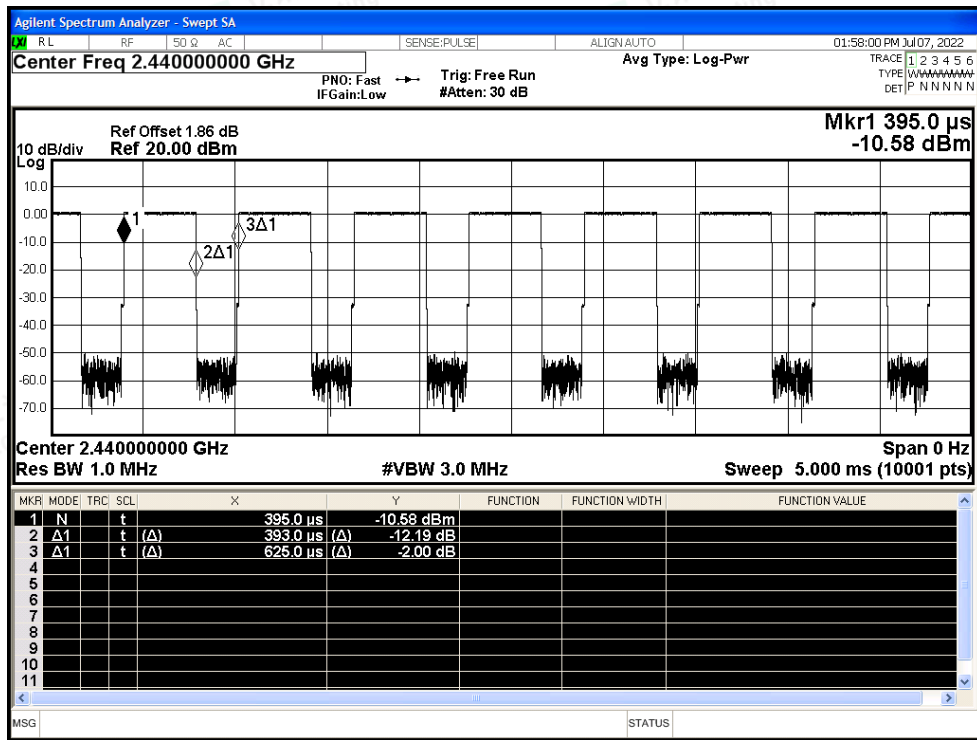 Agilent Spectrum Analyzer - Swept SA
LXI RL RF 50 Ω AC SENSE:PULSE ALIGN AUTO 01:58:00 PM Jul 07, 2022
Center Freq 2.440000000 GHz Avg Type: Log-Pwr TRACE 1 2 3 4 5 6
PNO: Fast Trig: Free Run TYPE WWWWWW
IFGain:Low #Atten: 30 dB DET P N N N N N
Mkr1 395.0 µs
Ref Offset 1.86 dB
10 dB/div Ref 20.00 dBm -10.58 dBm
Log
10.0
0.00
1
3Δ1
-10.0
2Δ1
-20.0
-30.0
-40.0
-50.0
-60.0
-70.0
Center 2.440000000 GHz Span 0 Hz
Res BW 1.0 MHz #VBW 3.0 MHz Sweep 5.000 ms (10001 pts)
MKR MODE TRC SCL X Y FUNCTION FUNCTION WIDTH FUNCTION VALUE
1 N t 395.0 µs -10.58 dBm
2 Δ1 t (Δ) 393.0 µs (Δ) -12.19 dB
3 Δ1 t (Δ) 625.0 µs (Δ) -2.00 dB
4
5
6
7
8
9
10
11
MSG STATUS